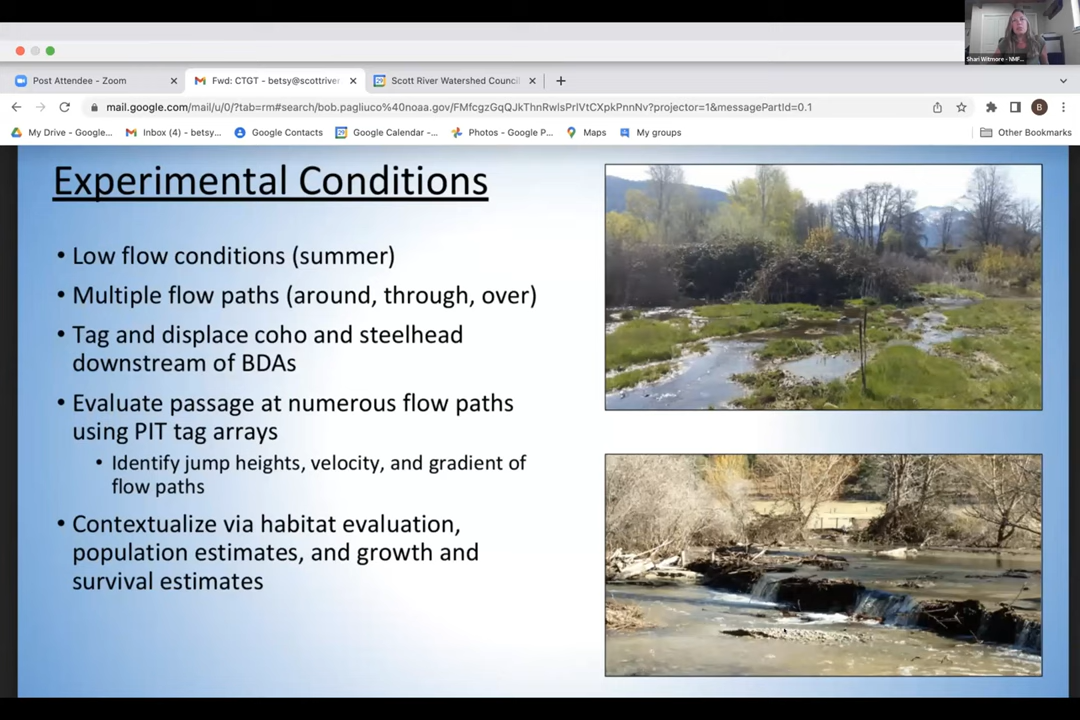 Shari Witmore - NMF...
Post Attendee - Zoom
Fwd: CTGT - betsy@scottriver
Scott River Watershed Council
mail.google.com/mail/u/0/?tab=rm#search/bob.pagliuco%40noaa.gov/FMfcgzGqQJkThnRwlsPrlVtCXpkPnnNv?projector=1&messagePartId=0.1
B
My Drive - Google...
Inbox (4) - betsy...
Google Contacts
Google Calendar -...
Photos - Google P...
Maps
My groups
Other Bookmarks
Experimental Conditions
• Low flow conditions (summer)
• Multiple flow paths (around, through, over)
• Tag and displace coho and steelhead
downstream of BDAs
• Evaluate passage at numerous flow paths
using PIT tag arrays
• Identify jump heights, velocity, and gradient of
flow paths
• Contextualize via habitat evaluation,
population estimates, and growth and
survival estimates